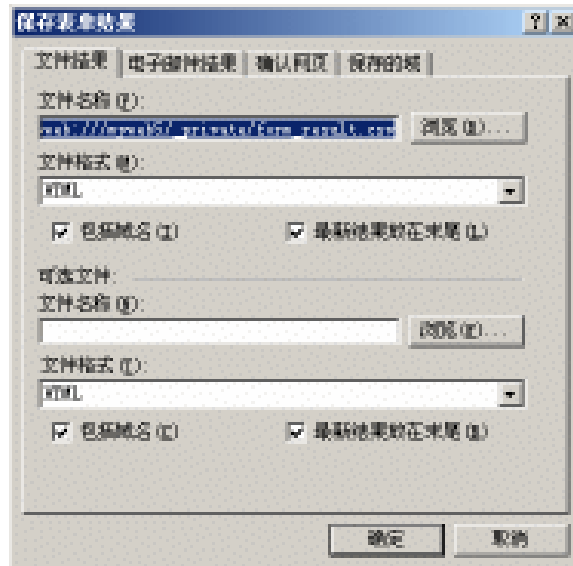 保存表单结果
文件结果 电子邮件结果 确认网页 保存的域
文件名称(F):
浏览(B)...
文件格式(M):
HTML
包括域名(I) 最新结果放在末尾(L)
可选文件:
文件名称(N):
浏览(E)...
文件格式(T):
HTML
包括域名 最新结果放在末尾
确定 取消